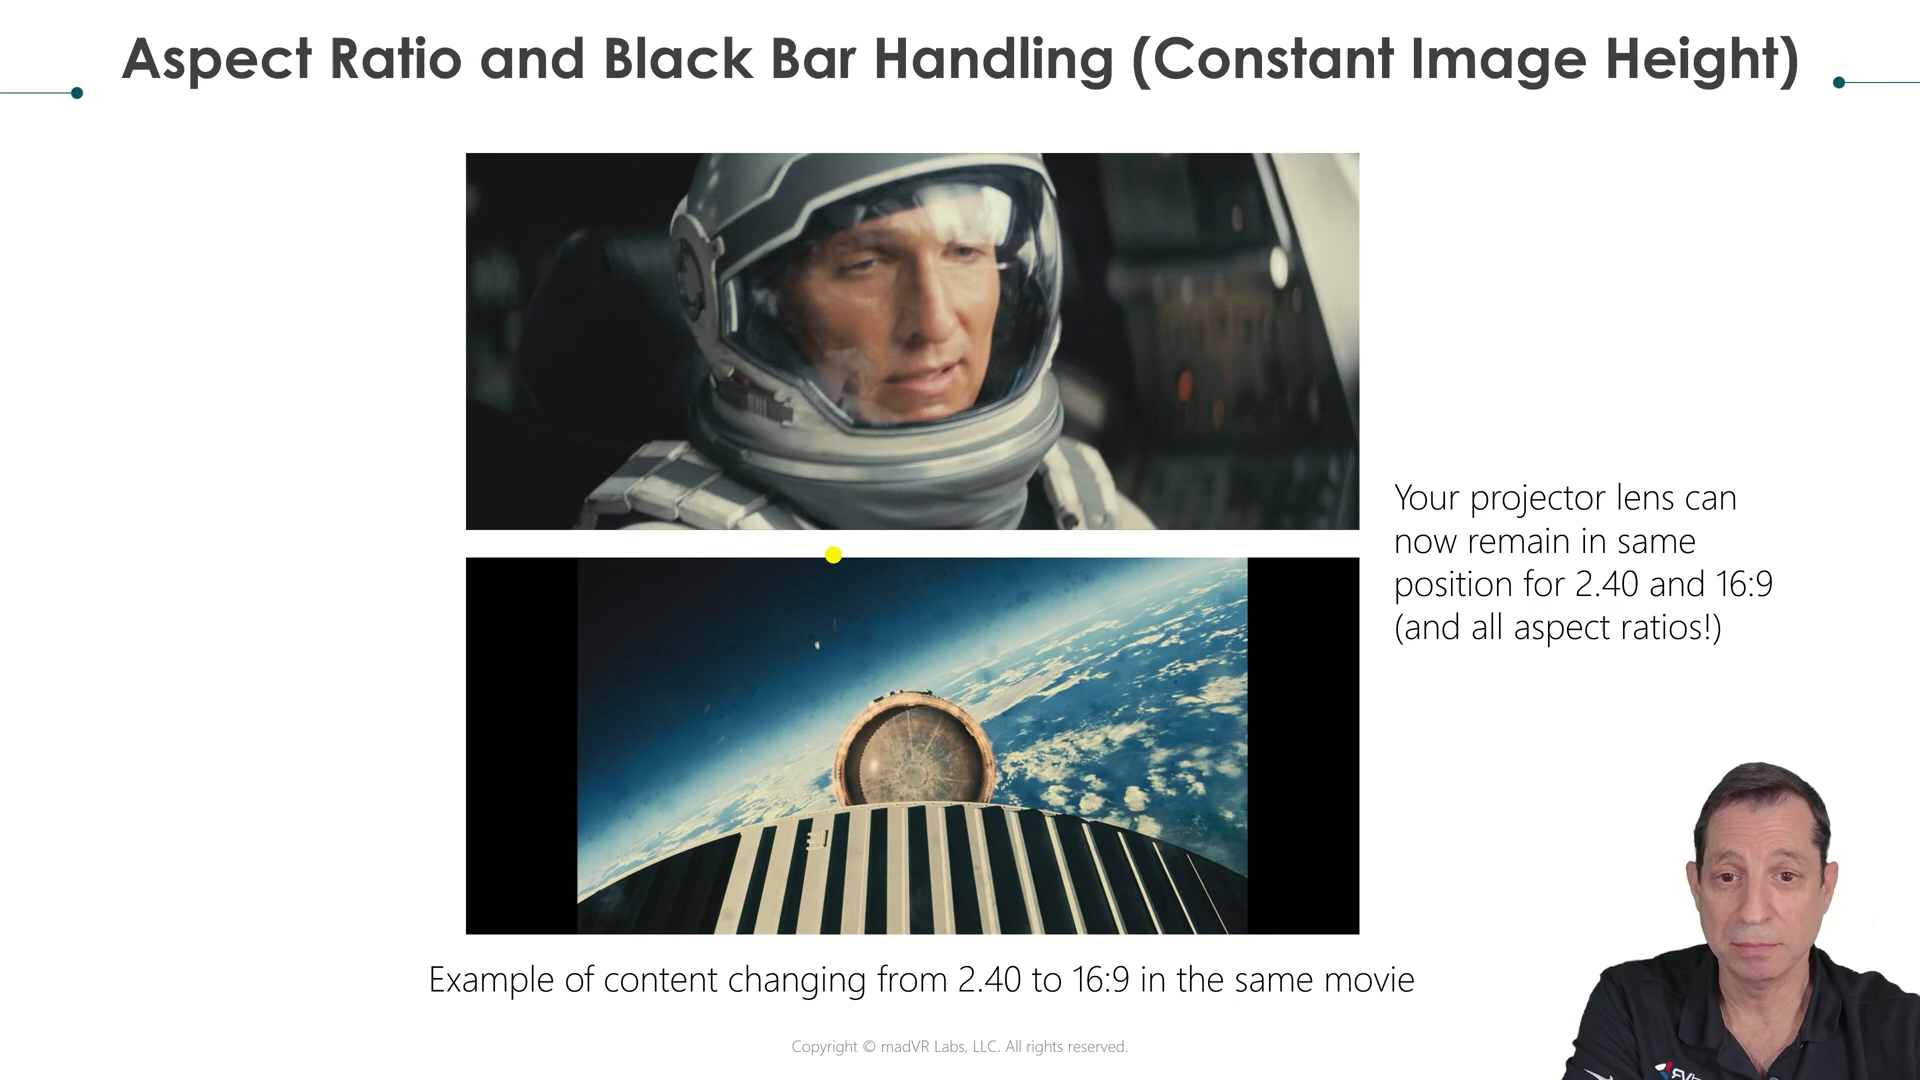 Aspect Ratio and Black Bar Handling (Constant Image Height)
Your projector lens can
now remain in same
position for 2.40 and 16:9
(and all aspect ratios!)
Example of content changing from 2.40 to 16:9 in the same movie
Copyright © madVR Labs, LLC. All rights reserved.